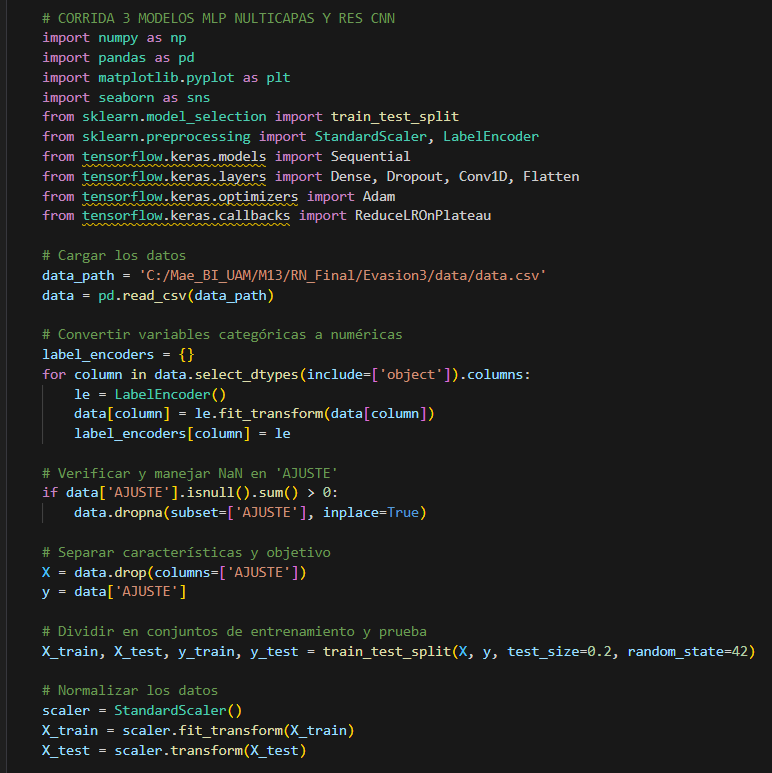 # CORRIDA 3 MODELOS MLP NULTICAPAS Y RES CNN
import numpy as np
import pandas as pd
import matplotlib.pyplot as plt
import seaborn as sns
from sklearn.model_selection import train_test_split
from sklearn.preprocessing import StandardScaler, LabelEncoder
from tensorflow.keras.models import Sequential
from tensorflow.keras.layers import Dense, Dropout, Conv1D, Flatten
from tensorflow.keras.optimizers import Adam
from tensorflow.keras.callbacks import ReduceLROnPlateau

# Cargar los datos
data_path = 'C:/Mae_BI_UAM/M13/RN_Final/Evasion3/data/data.csv'
data = pd.read_csv(data_path)

# Convertir variables categóricas a numéricas
label_encoders = {}
for column in data.select_dtypes(include=['object']).columns:
    le = LabelEncoder()
    data[column] = le.fit_transform(data[column])
    label_encoders[column] = le

# Verificar y manejar NaN en 'AJUSTE'
if data['AJUSTE'].isnull().sum() > 0:
    data.dropna(subset=['AJUSTE'], inplace=True)

# Separar características y objetivo
X = data.drop(columns=['AJUSTE'])
y = data['AJUSTE']

# Dividir en conjuntos de entrenamiento y prueba
X_train, X_test, y_train, y_test = train_test_split(X, y, test_size=0.2, random_state=42)

# Normalizar los datos
scaler = StandardScaler()
X_train = scaler.fit_transform(X_train)
X_test = scaler.transform(X_test)